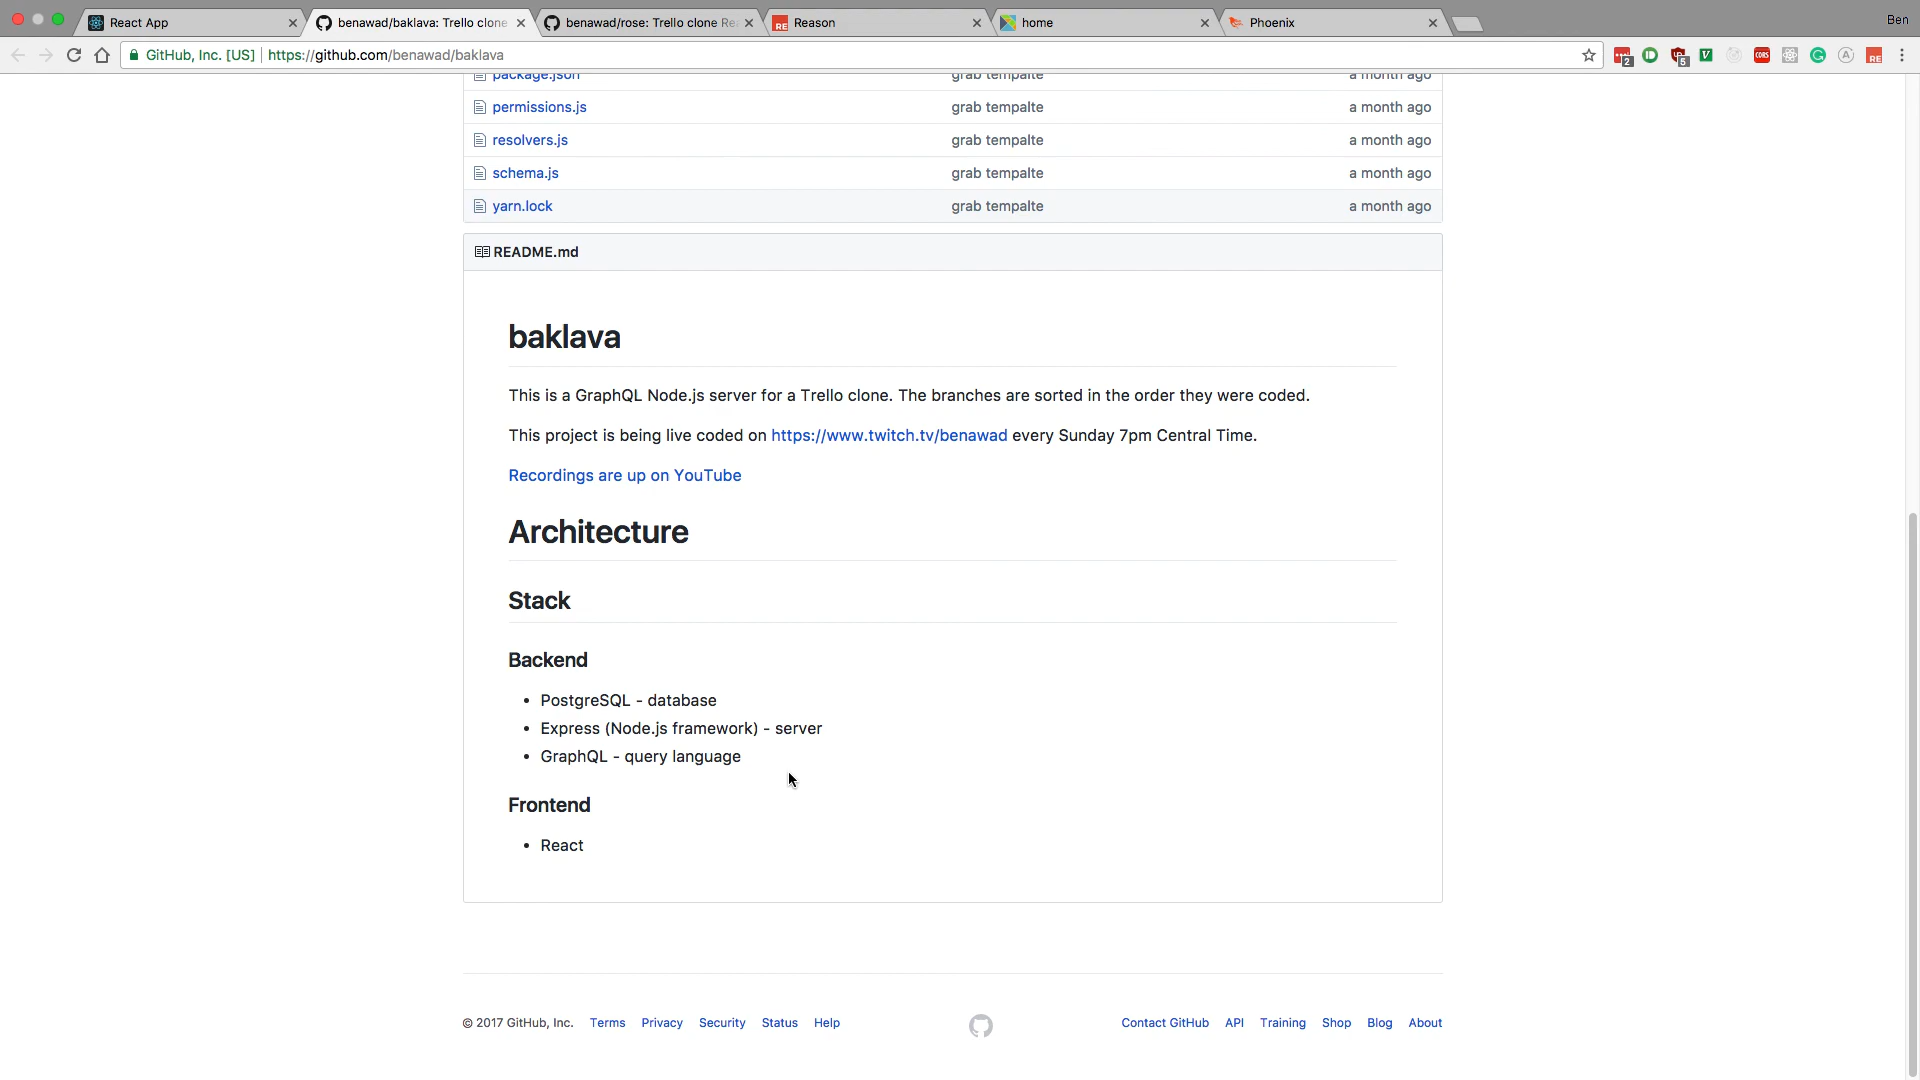 React App
benawad/baklava: Trello clone
benawad/rose: Trello clone Rea
Reason
home
Phoenix
Ben
GitHub, Inc. [US]
https://github.com/benawad/baklava
package.json grab tempalte a month ago
permissions.js grab tempalte a month ago
resolvers.js grab tempalte a month ago
schema.js grab tempalte a month ago
yarn.lock grab tempalte a month ago
README.md
baklava
This is a GraphQL Node.js server for a Trello clone. The branches are sorted in the order they were coded.
This project is being live coded on https://www.twitch.tv/benawad every Sunday 7pm Central Time.
Recordings are up on YouTube
Architecture
Stack
Backend
• PostgreSQL - database
• Express (Node.js framework) - server
• GraphQL - query language
Frontend
• React
© 2017 GitHub, Inc. Terms Privacy Security Status Help Contact GitHub API Training Shop Blog About